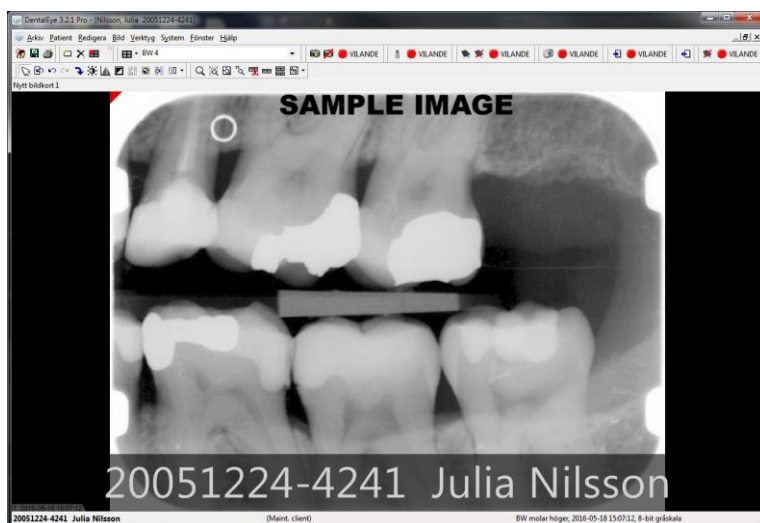 DentalEye 3.2.1 Pro - [Nilsson, Julia 20051224-4241]
Arkiv Patient Redigera Bild Verktyg System Fönster Hjälp
BW 4 VILANDE VILANDE VILANDE VILANDE VILANDE VILANDE
Nytt bildkort 1
SAMPLE IMAGE
20051224-4241 Julia Nilsson
20051224-4241 Julia Nilsson (Maint. client) BW molar höger, 2016-05-18 15:07:12, 8-bit gråskala